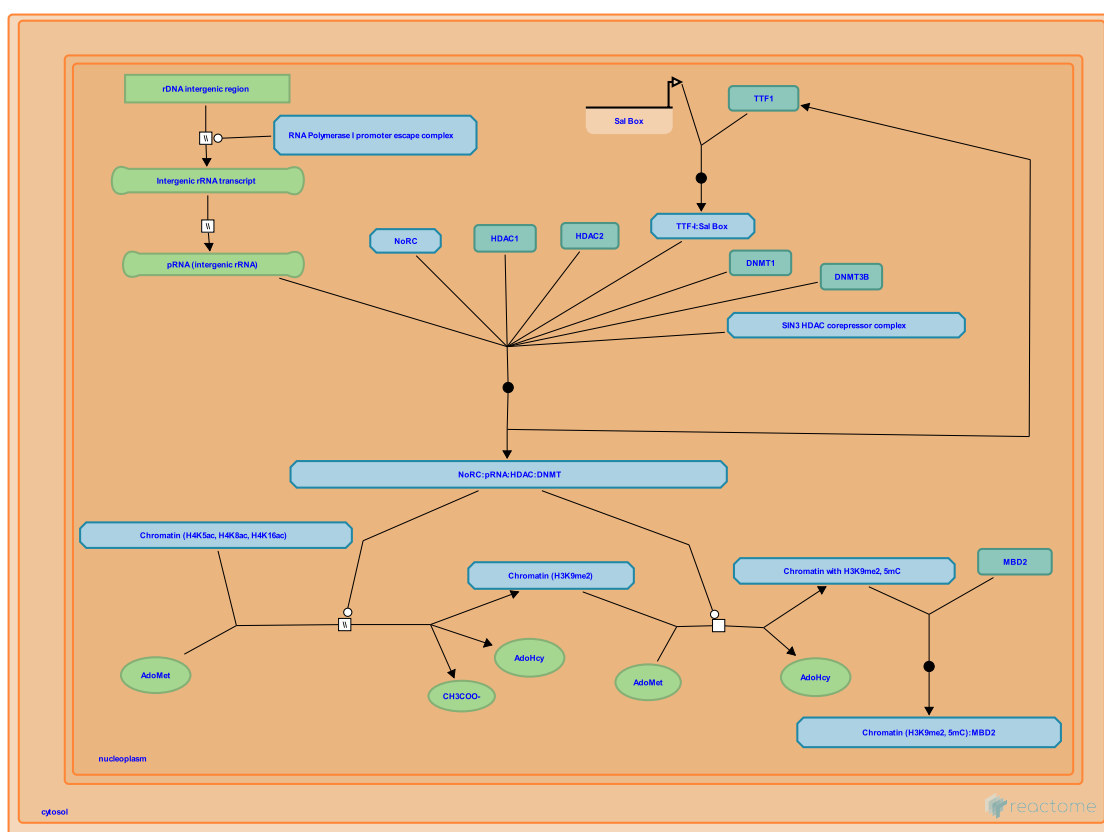 rDNA intergenic region
TTF1
Sal Box
RNA Polymerase I promoter escape complex
\\
Intergenic rRNA transcript
\\
TTF-I:Sal Box
NoRC
HDAC1
HDAC2
pRNA (intergenic rRNA)
DNMT1
DNMT3B
SIN3 HDAC corepressor complex
NoRC:pRNA:HDAC:DNMT
Chromatin (H4K5ac, H4K8ac, H4K16ac)
MBD2
Chromatin (H3K9me2)
Chromatin with H3K9me2, 5mC
\\
AdoHcy
AdoMet
AdoMet
AdoHcy
CH3COO-
Chromatin (H3K9me2, 5mC):MBD2
nucleoplasm
cytosol
reactome